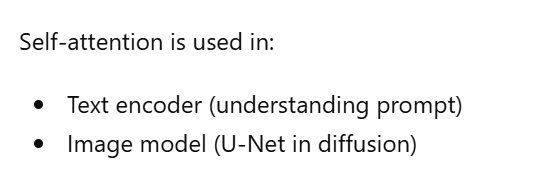 Self-attention is used in:
• Text encoder (understanding prompt)
• Image model (U-Net in diffusion)